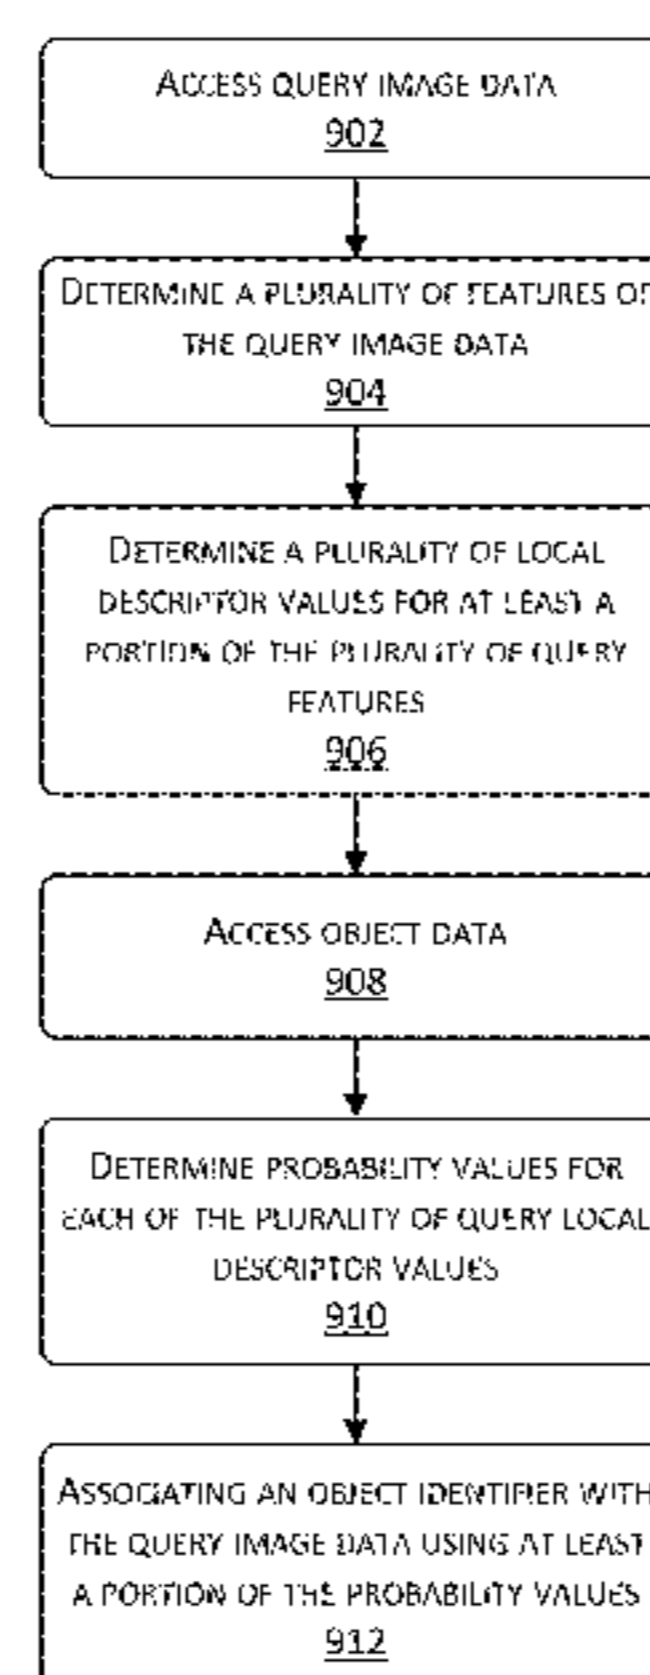 ACCESS QUERY IMAGE DATA
902
DETERMINE A PLURALITY OF FEATURES OF
THE QUERY IMAGE DATA
904
DETERMINE A PLURALITY OF LOCAL
DESCRIPTOR VALUES FOR AT LEAST A
PORTION OF THE PLURALITY OF QUERY
FEATURES
906
ACCESS OBJECT DATA
908
DETERMINE PROBABILITY VALUES FOR
EACH OF THE PLURALITY OF QUERY LOCAL
DESCRIPTOR VALUES
910
ASSOCIATING AN OBJECT IDENTIFIER WITH
THE QUERY IMAGE DATA USING AT LEAST
A PORTION OF THE PROBABILITY VALUES
912